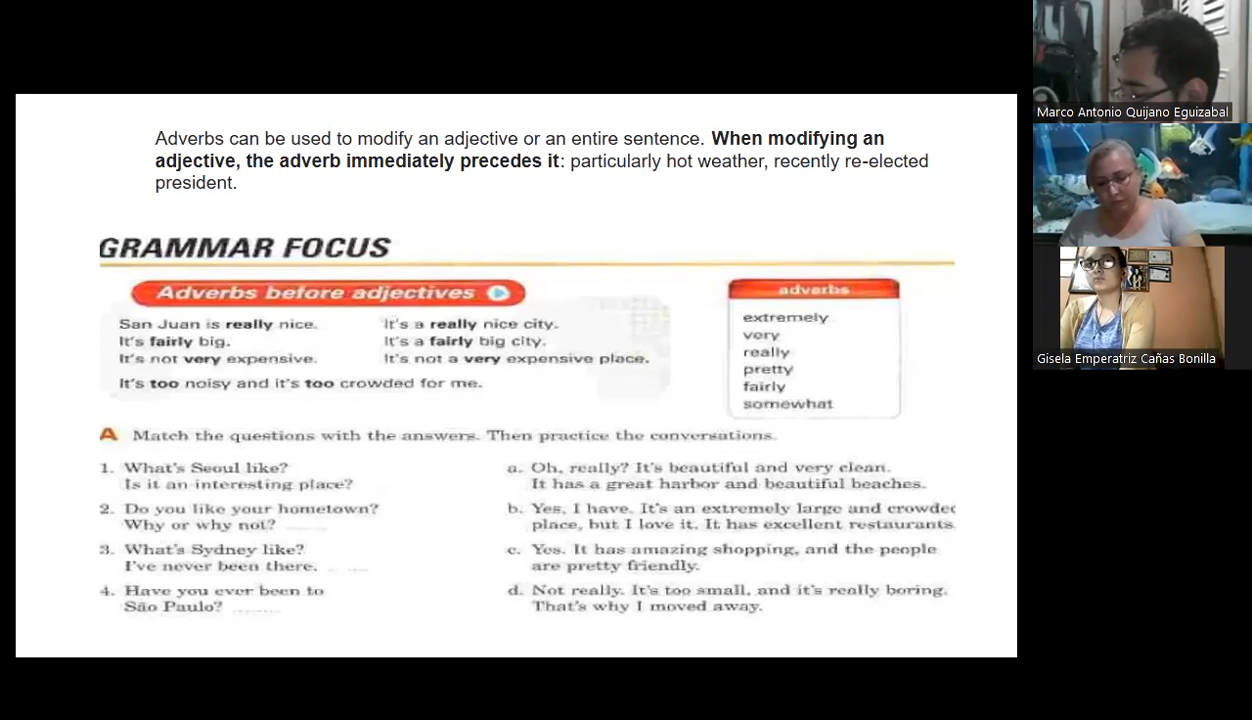 Adverbs can be used to modify an adjective or an entire sentence. When modifying an
adjective, the adverb immediately precedes it: particularly hot weather, recently re-elected
president.
GRAMMAR FOCUS
Adverbs before adjectives
San Juan is really nice.
It's a really nice city.
It's fairly big.
It's a fairly big city.
It's not very expensive.
It's not a very expensive place.
It's too noisy and it's too crowded for me.
adverbs
extremely
very
really
pretty
fairly
somewhat
A Match the questions with the answers. Then practice the conversations.
1. What's Seoul like?
Is it an interesting place?
2. Do you like your hometown?
Why or why not?
3. What's Sydney like?
I've never been there.
4. Have you ever been to
São Paulo?
a. Oh, really? It's beautiful and very clean.
It has a great harbor and beautiful beaches.
b. Yes, I have. It's an extremely large and crowded
place, but I love it. It has excellent restaurants.
c. Yes. It has amazing shopping, and the people
are pretty friendly.
d. Not really. It's too small, and it's really boring.
That's why I moved away.
Marco Antonio Quijano Eguizabal
Gisela Emperatriz Cañas Bonilla